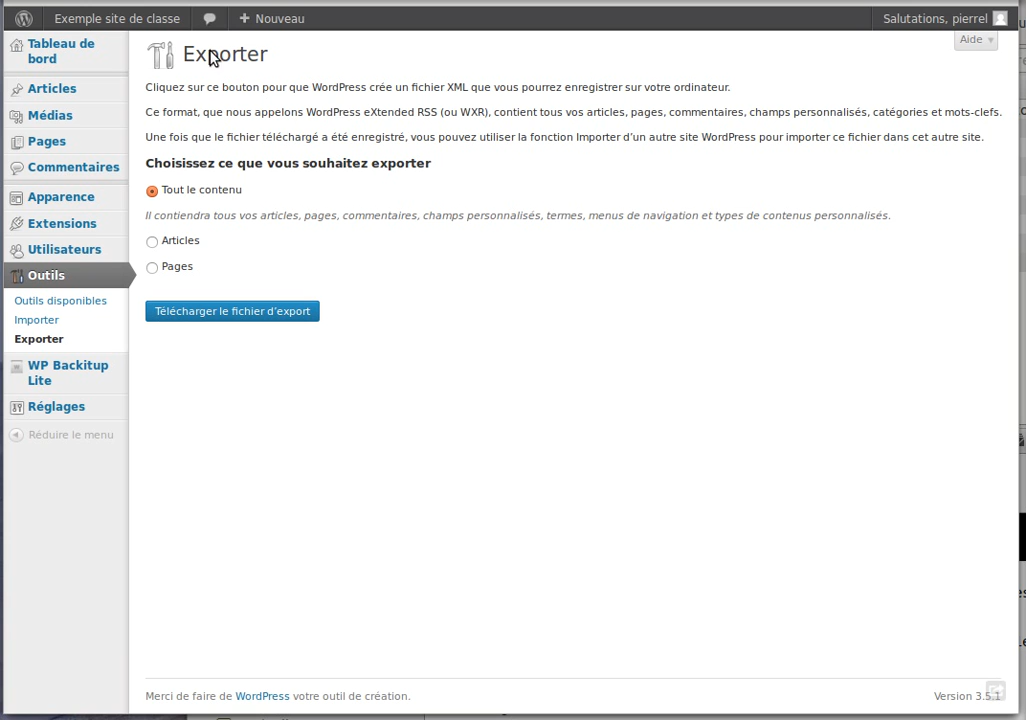 Exemple site de classe
Nouveau
Salutations, pierrel
Aide
Tableau de
bord
Articles
Médias
Pages
Commentaires
Apparence
Extensions
Utilisateurs
Outils
Outils disponibles
Importer
Exporter
WP Backitup
Lite
Réglages
Réduire le menu
Exporter
Cliquez sur ce bouton pour que WordPress crée un fichier XML que vous pourrez enregistrer sur votre ordinateur.
Ce format, que nous appelons WordPress eXtended RSS (ou WXR), contient tous vos articles, pages, commentaires, champs personnalisés, catégories et mots-clefs.
Une fois que le fichier téléchargé a été enregistré, vous pouvez utiliser la fonction Importer d’un autre site WordPress pour importer ce fichier dans cet autre site.
Choisissez ce que vous souhaitez exporter
Tout le contenu
Il contiendra tous vos articles, pages, commentaires, champs personnalisés, termes, menus de navigation et types de contenus personnalisés.
Articles
Pages
Télécharger le fichier d’export
Merci de faire de WordPress votre outil de création.
Version 3.5.1